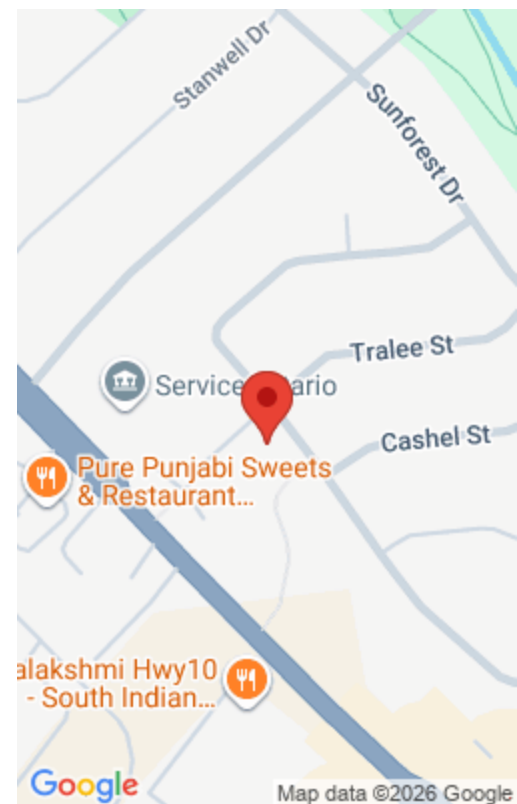 Stanwell Dr
Sunforest Dr
Tralee St
Service
ario
Cashel St
Pure Punjabi Sweets
& Restaurant...
alakshmi Hwy10
- South Indian...
Google
Map data ©2026 Google